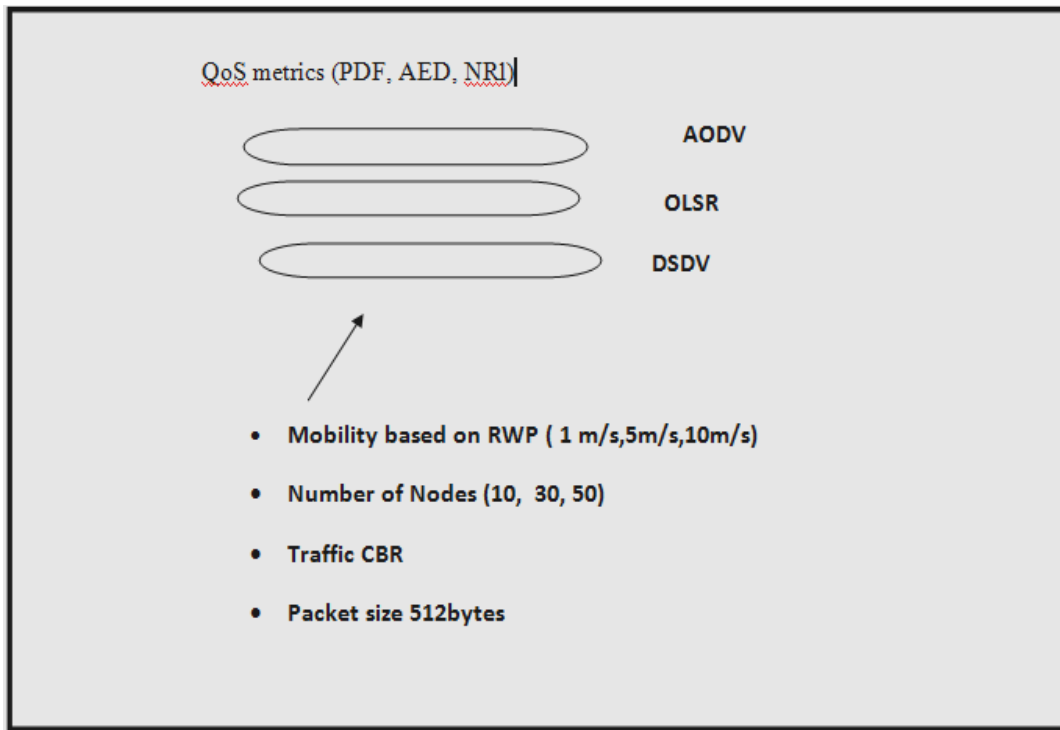 QoS metrics (PDF, AED, NRl)
AODV
OLSR
DSDV
• Mobility based on RWP ( 1 m/s,5m/s,10m/s)
• Number of Nodes (10,  30, 50)
• Traffic CBR
• Packet size 512bytes